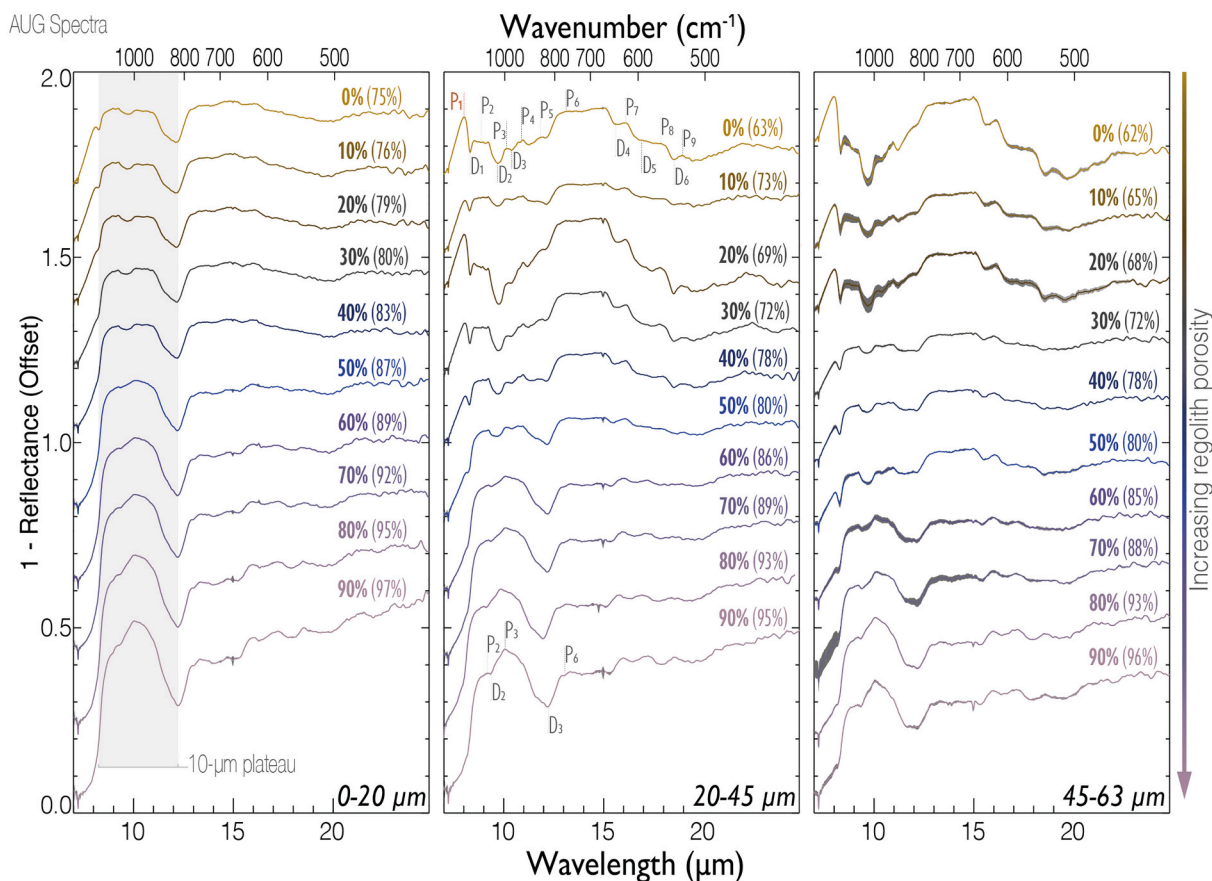 AUG Spectra
Wavenumber (cm-1)
1000 800 700 600 500
1000 800 700 600 500
1000 800 700 600 500
1 - Reflectance (Offset)
2.0
1.5
1.0
0.5
0.0
0% (75%)
10% (76%)
20% (79%)
30% (80%)
40% (83%)
50% (87%)
60% (89%)
70% (92%)
80% (95%)
90% (97%)
10-µm plateau
0-20 µm
10 15 20
P1 P2 P3 P4 P5 P6 P7 P8 P9
D1 D2 D3 D4 D5 D6
0% (63%)
10% (73%)
20% (69%)
30% (72%)
40% (78%)
50% (80%)
60% (86%)
70% (89%)
80% (93%)
90% (95%)
P2 P3 P6
D2 D3
20-45 µm
10 15 20
0% (62%)
10% (65%)
20% (68%)
30% (72%)
40% (78%)
50% (80%)
60% (85%)
70% (88%)
80% (93%)
90% (96%)
45-63 µm
10 15 20
Wavelength (µm)
Increasing regolith porosity